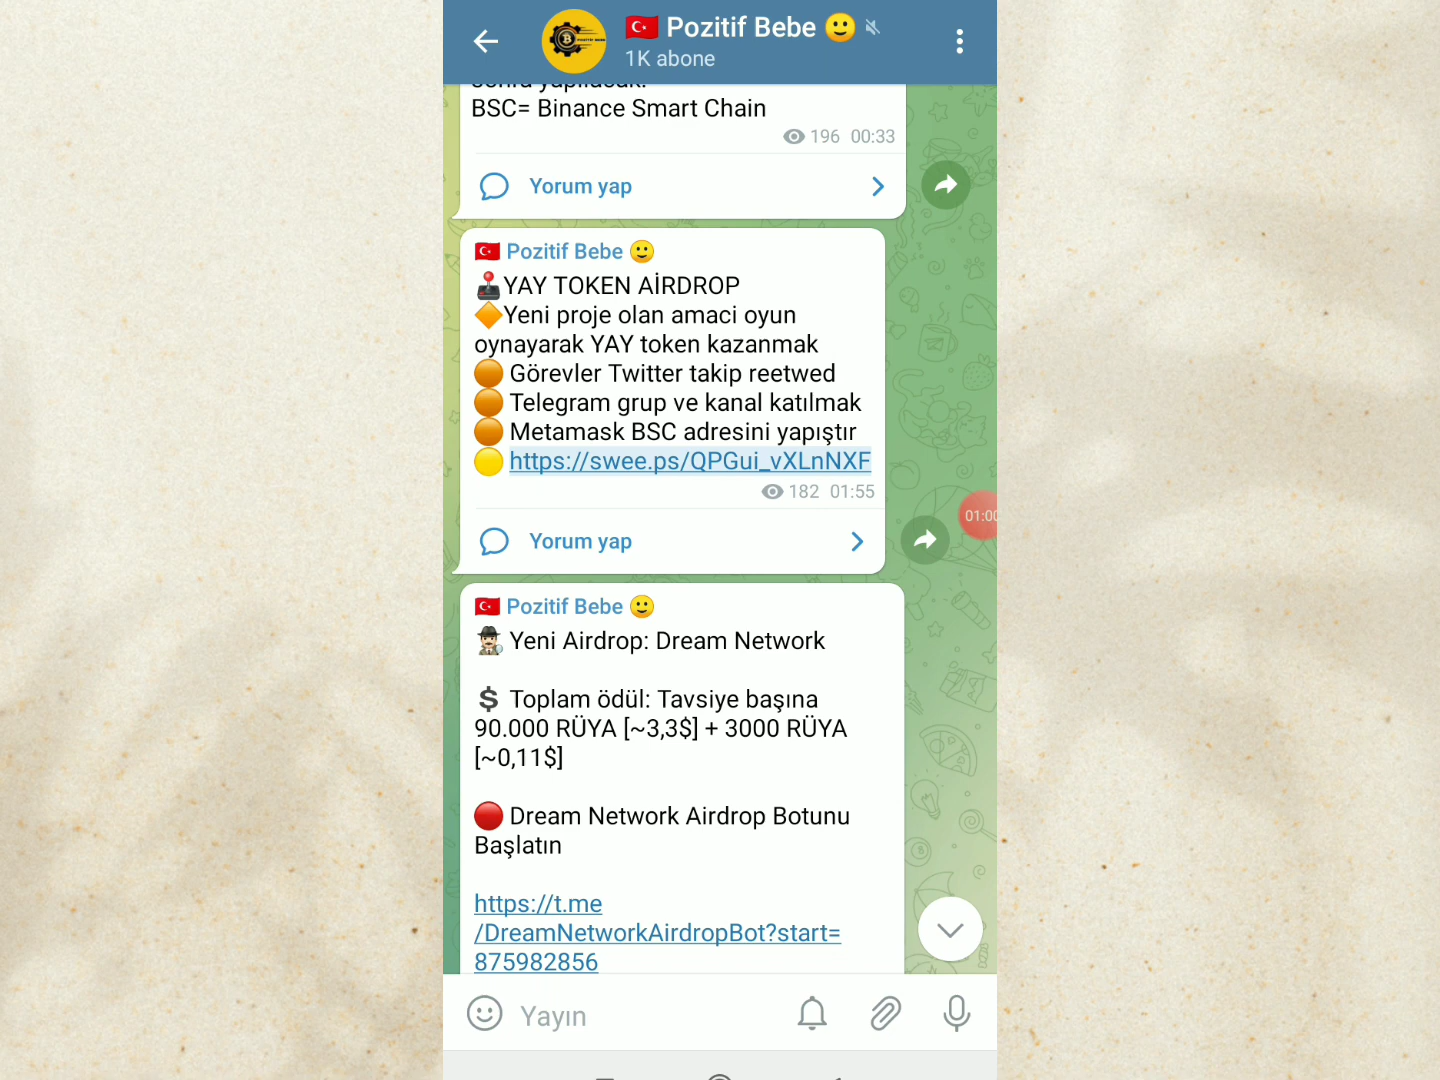 Pozitif Bebe
1K abone
sonra yapılacak.
BSC= Binance Smart Chain
196 00:33
Yorum yap
Pozitif Bebe
YAY TOKEN AİRDROP
Yeni proje olan amaci oyun
oynayarak YAY token kazanmak
Görevler Twitter takip reetwed
Telegram grup ve kanal katılmak
Metamask BSC adresini yapıştır
https://swee.ps/QPGui_vXLnNXF
182 01:55
01:00
Yorum yap
Pozitif Bebe
Yeni Airdrop: Dream Network
$ Toplam ödül: Tavsiye başına
90.000 RÜYA [~3,3$] + 3000 RÜYA
[~0,11$]
Dream Network Airdrop Botunu
Başlatın
https://t.me
/DreamNetworkAirdropBot?start=
875982856
Yayın